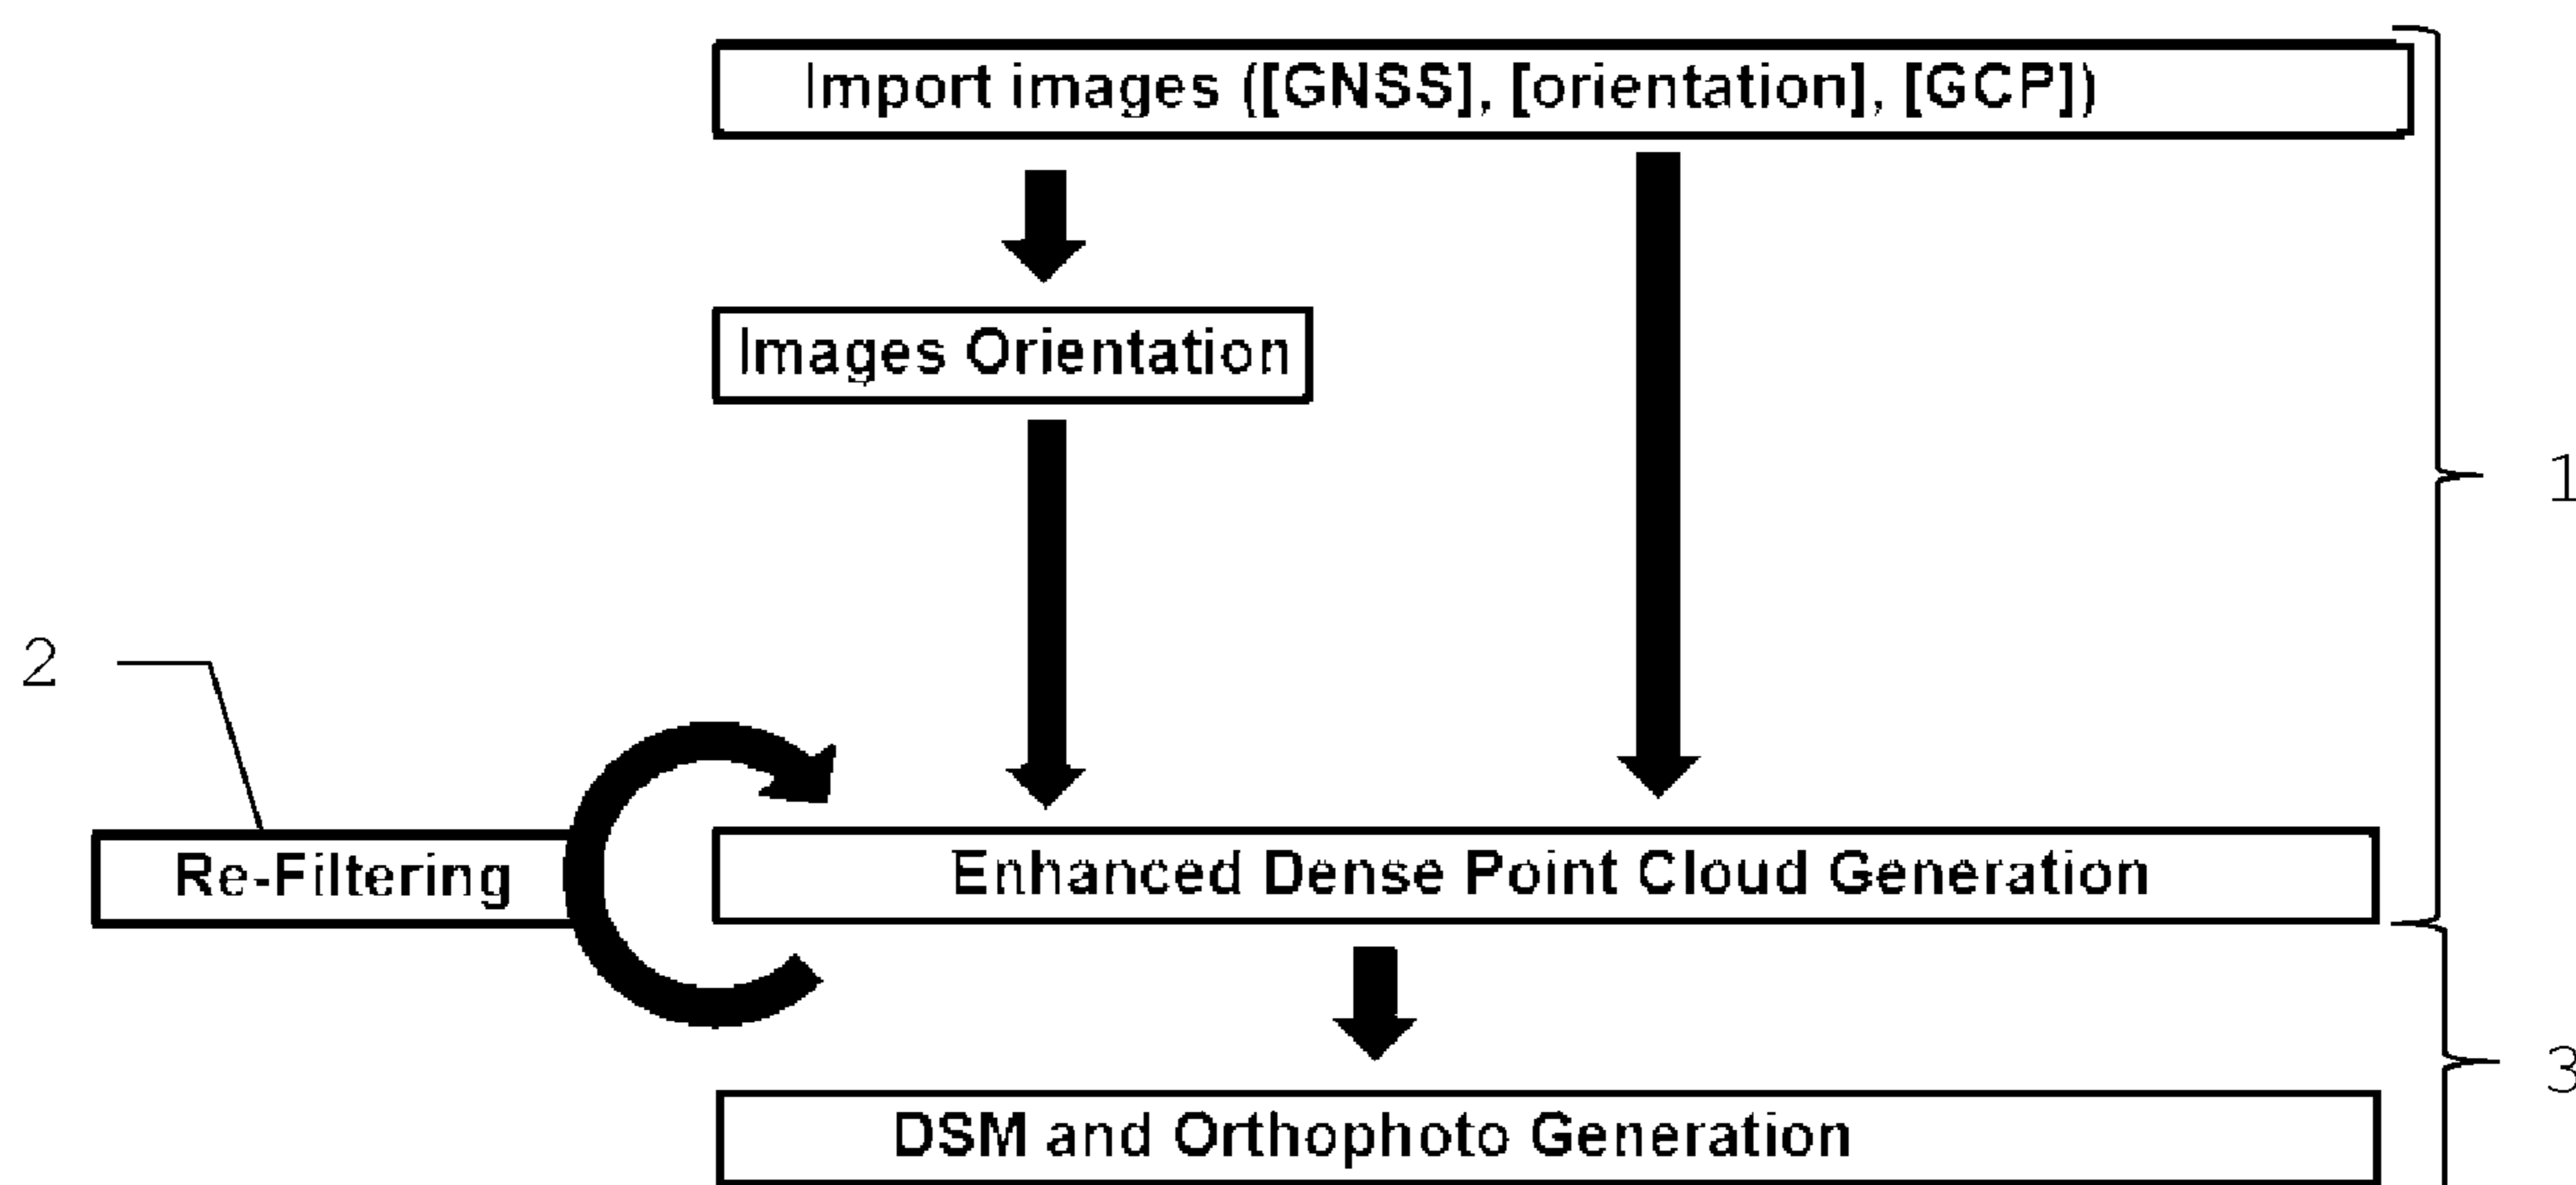 Import images ([GNSS], [orientation], [GCP])
Images Orientation
1
2
Re-Filtering
Enhanced Dense Point Cloud Generation
3
DSM and Orthophoto Generation